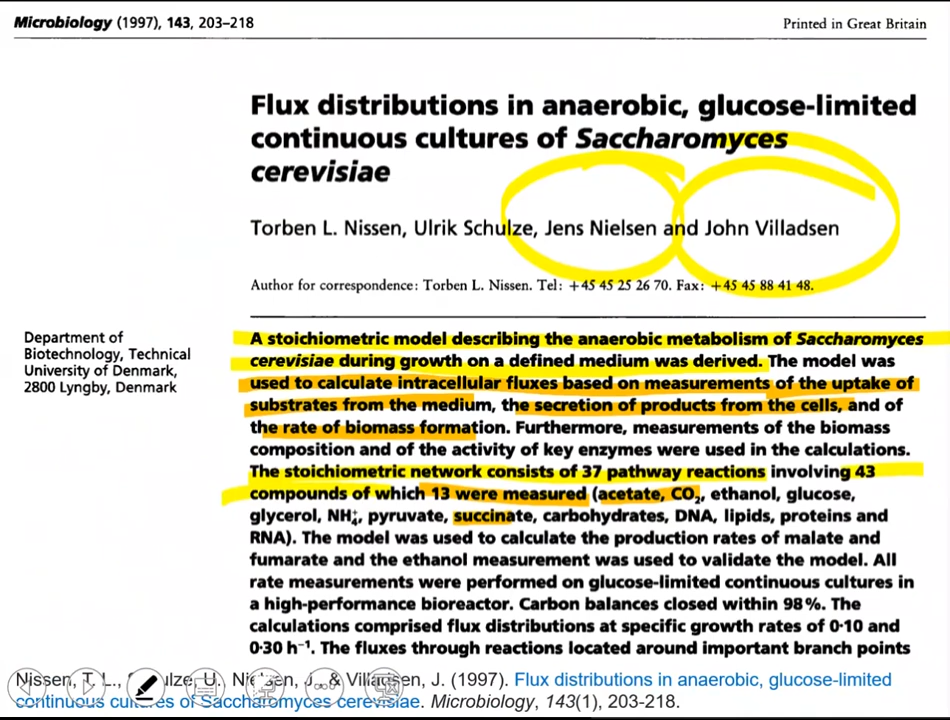 Microbiology (1997), 143, 203–218
Printed in Great Britain
Flux distributions in anaerobic, glucose-limited
continuous cultures of Saccharomyces
cerevisiae
Torben L. Nissen, Ulrik Schulze, Jens Nielsen and John Villadsen
Author for correspondence: Torben L. Nissen. Tel: +45 45 25 26 70. Fax: +45 45 88 41 48.
Department of
Biotechnology, Technical
University of Denmark,
2800 Lyngby, Denmark
A stoichiometric model describing the anaerobic metabolism of Saccharomyces
cerevisiae during growth on a defined medium was derived. The model was
used to calculate intracellular fluxes based on measurements of the uptake of
substrates from the medium, the secretion of products from the cells, and of
the rate of biomass formation. Furthermore, measurements of the biomass
composition and of the activity of key enzymes were used in the calculations.
The stoichiometric network consists of 37 pathway reactions involving 43
compounds of which 13 were measured (acetate, CO₂, ethanol, glucose,
glycerol, NH₄⁺, pyruvate, succinate, carbohydrates, DNA, lipids, proteins and
RNA). The model was used to calculate the production rates of malate and
fumarate and the ethanol measurement was used to validate the model. All
rate measurements were performed on glucose-limited continuous cultures in
a high-performance bioreactor. Carbon balances closed within 98%. The
calculations comprised flux distributions at specific growth rates of 0·10 and
0·30 h⁻¹. The fluxes through reactions located around important branch points
Nissen, T. L., U. J., & Villadsen, J. (1997). Flux distributions in anaerobic, glucose-limited
continuous cultures of Saccharomyces cerevisiae. Microbiology, 143(1), 203-218.